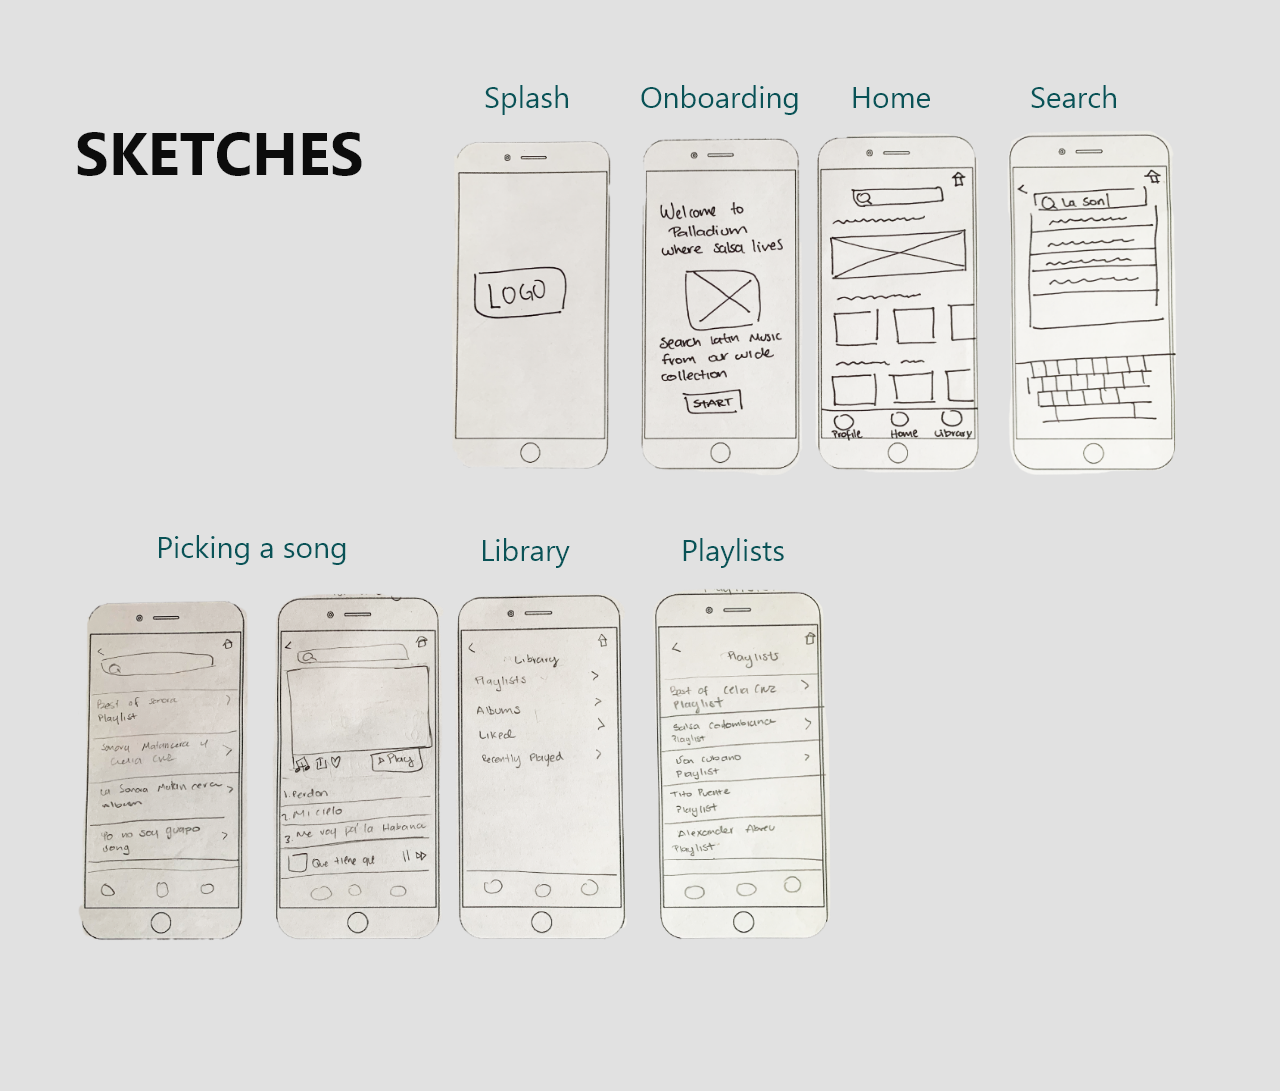 SKETCHES
Splash
LOGO
Onboarding
Welcome to
Palladium
where salsa lives
Search latin music
from our wide
collection
START
Home
Profile
Home
Library
Search
La Son
Picking a song
Best of Sonora
Playlist
Sonora Matancera y
Celia Cruz
La Sonora Matancera
album
Yo no soy guapo
song
Play
1. Perdon
2. Mi cielo
3. Me voy pa' la Habana
Que tiene que
Library
Library
Playlists
Albums
Liked
Recently Played
Playlists
Playlists
Best of Celia Cruz
Playlist
Salsa Colombiana
Playlist
Son Cubano
Playlist
Tito Puente
Playlist
Alexander Abreu
Playlist